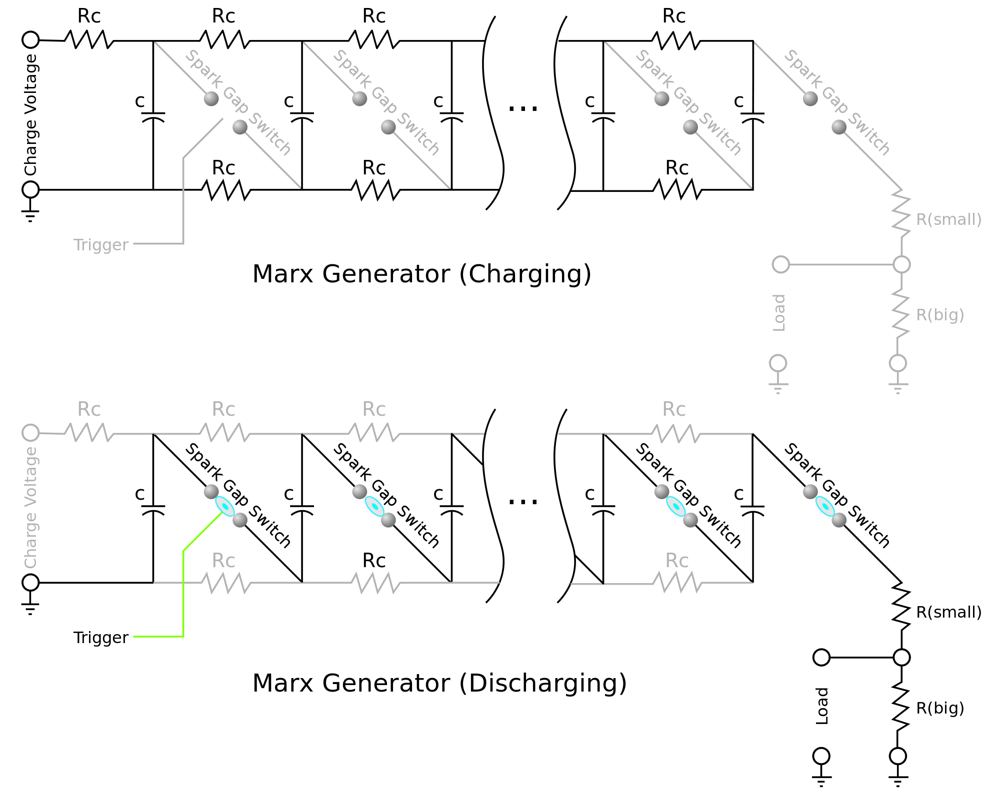 Rc
Rc
Rc
Rc
Charge Voltage
c
Spark Gap Switch
c
Spark Gap Switch
c
...
c
Spark Gap Switch
c
Spark Gap Switch
Rc
Rc
Rc
R(small)
Trigger
Marx Generator (Charging)
Load
R(big)
Rc
Rc
Rc
Rc
Charge Voltage
c
Spark Gap Switch
c
Spark Gap Switch
c
...
c
Spark Gap Switch
c
Spark Gap Switch
Rc
Rc
Rc
R(small)
Trigger
Marx Generator (Discharging)
Load
R(big)